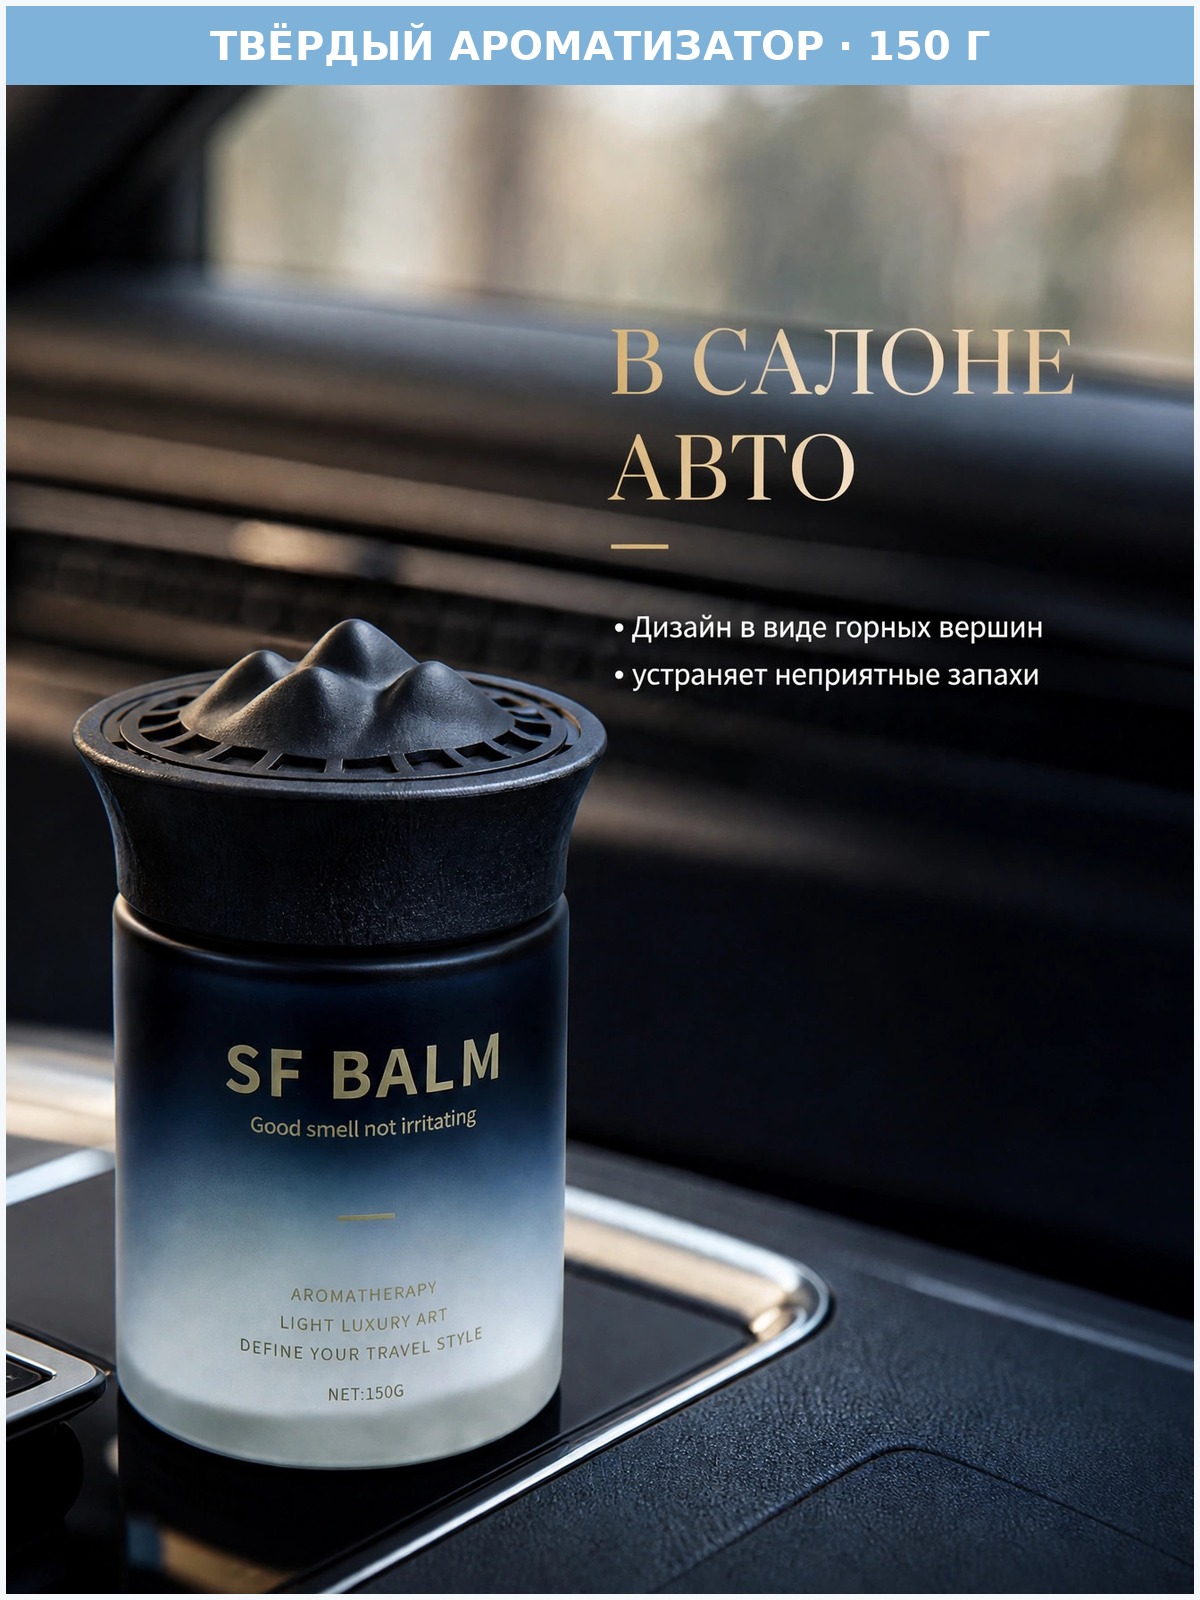 ТВЁРДЫЙ АРОМАТИЗАТОР · 150 Г
В САЛОНЕ
АВТО
• Дизайн в виде горных вершин
• устраняет неприятные запахи
SF BALM
Good smell not irritating
AROMATHERAPY
LIGHT LUXURY ART
DEFINE YOUR TRAVEL STYLE
NET:150G